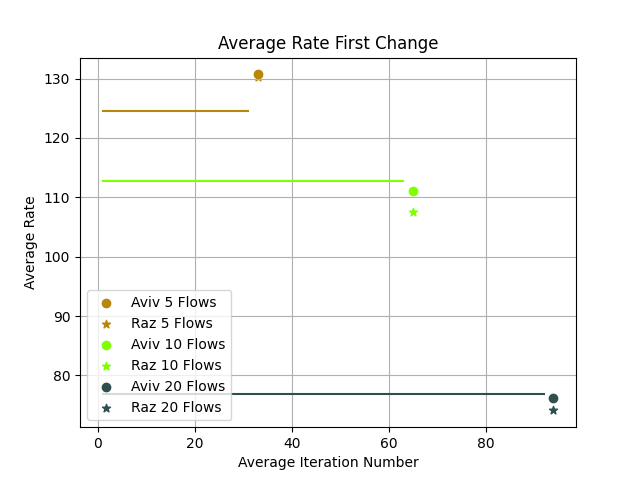 Average Rate First Change
130
120
110
100
90
80
Average Rate
Aviv 5 Flows
Raz 5 Flows
Aviv 10 Flows
Raz 10 Flows
Aviv 20 Flows
Raz 20 Flows
0 20 40 60 80
Average Iteration Number